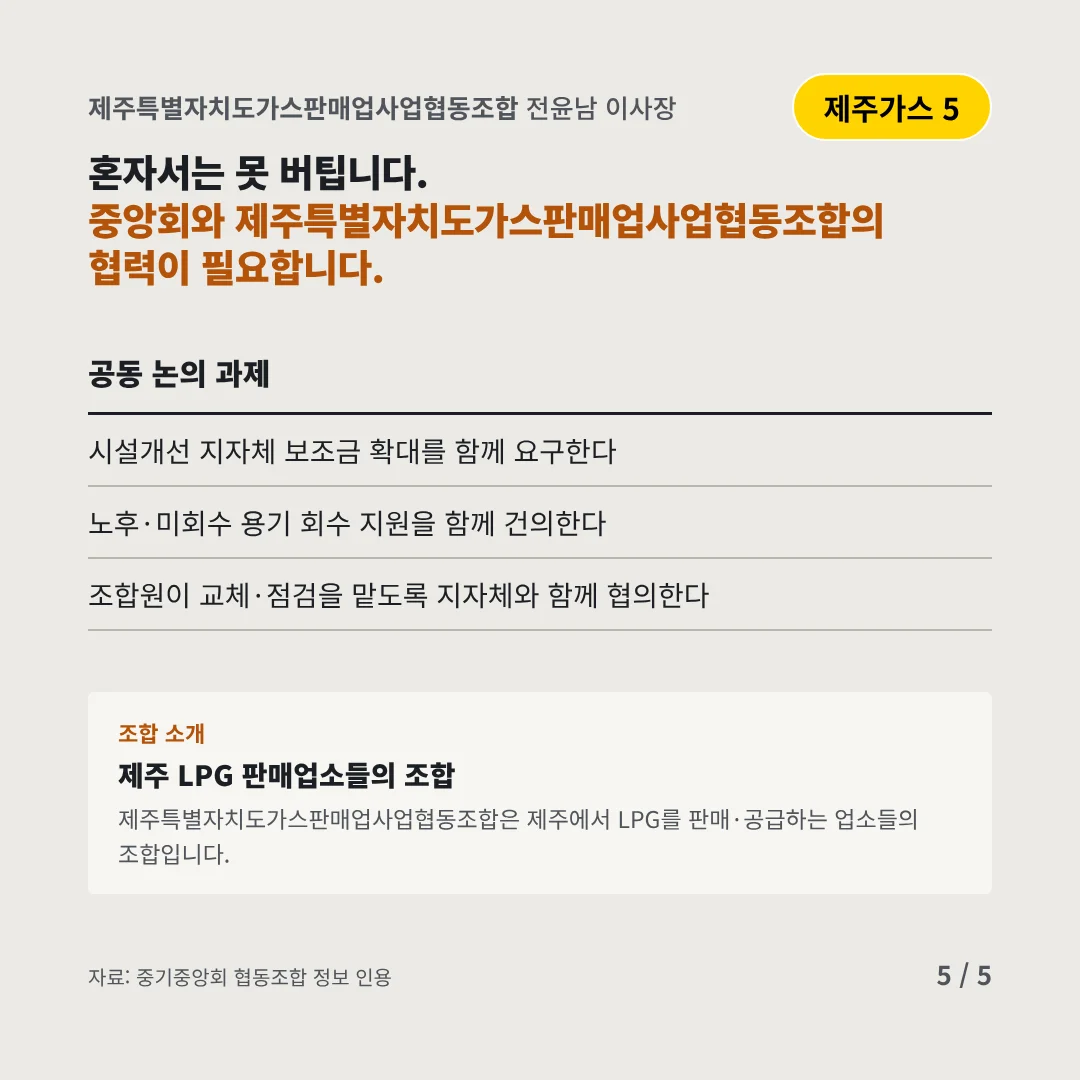 제주특별자치도가스판매업사업협동조합 전윤남 이사장
제주가스 5
혼자서는 못 버팁니다.
중앙회와 제주특별자치도가스판매업사업협동조합의
협력이 필요합니다.
공동 논의 과제
시설개선 지자체 보조금 확대를 함께 요구한다
노후·미회수 용기 회수 지원을 함께 건의한다
조합원이 교체·점검을 맡도록 지자체와 함께 협의한다
조합 소개
제주 LPG 판매업소들의 조합
제주특별자치도가스판매업사업협동조합은 제주에서 LPG를 판매·공급하는 업소들의
조합입니다.
자료: 중기중앙회 협동조합 정보 인용
5 / 5